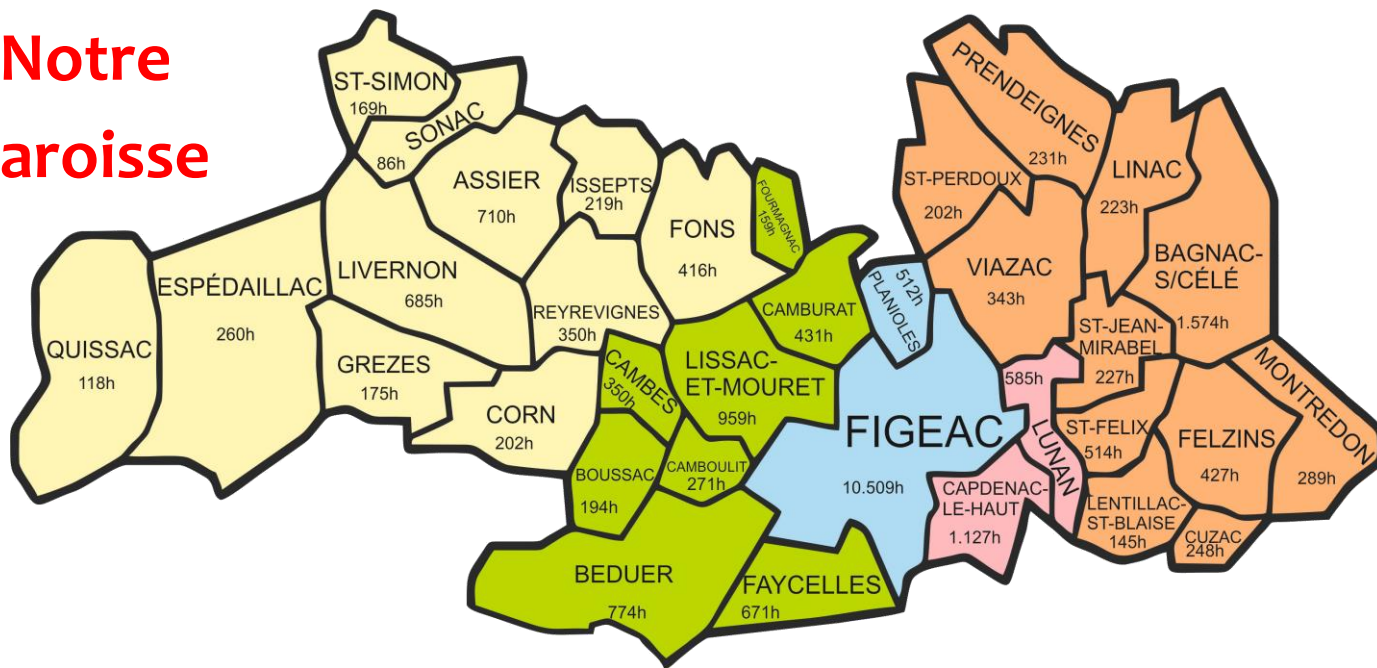 Notre
aroisse
ST-SIMON
169h
SONAC
86h
ASSIER
710h
ISSEPTS
219h
FONS
416h
FOURMAGNAC
159h
QUISSAC
118h
ESPÉDAILLAC
260h
LIVERNON
685h
GREZES
175h
REYREVIGNES
350h
CORN
202h
CAMBES
350h
LISSAC-
ET-MOURET
959h
CAMBURAT
431h
BOUSSAC
194h
CAMBOULIT
271h
BEDUER
774h
FAYCELLES
671h
512h
PLANIOLES
FIGEAC
10.509h
CAPDENAC-
LE-HAUT
1.127h
585h
LUNAN
PRENDEIGNES
231h
ST-PERDOUX
202h
LINAC
223h
VIAZAC
343h
BAGNAC-
S/CÉLÉ
1.574h
ST-JEAN-
MIRABEL
227h
MONTREDON
289h
ST-FELIX
514h
FELZINS
427h
LENTILLAC-
ST-BLAISE
145h
CUZAC
248h